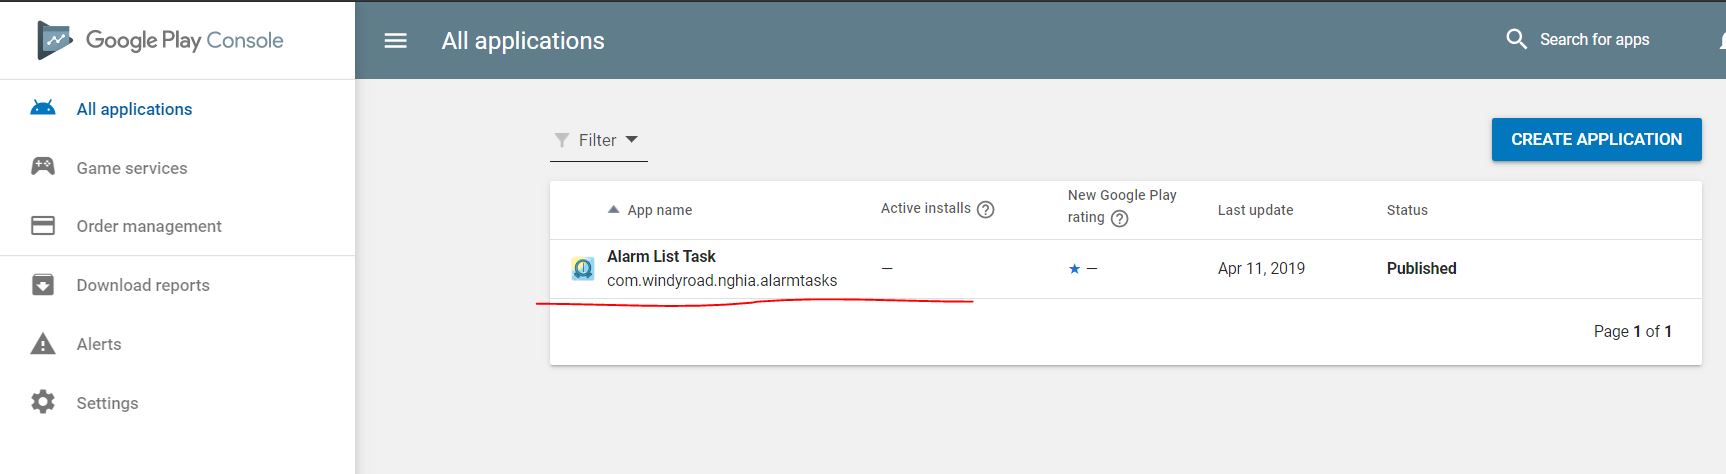 Google Play Console
All applications
Search for apps
All applications
Game services
Order management
Download reports
Alerts
Settings
Filter
CREATE APPLICATION
App name
Active installs ?
New Google Play
rating ?
Last update
Status
Alarm List Task
com.windyroad.nghia.alarmtasks
—
—
Apr 11, 2019
Published
Page 1 of 1